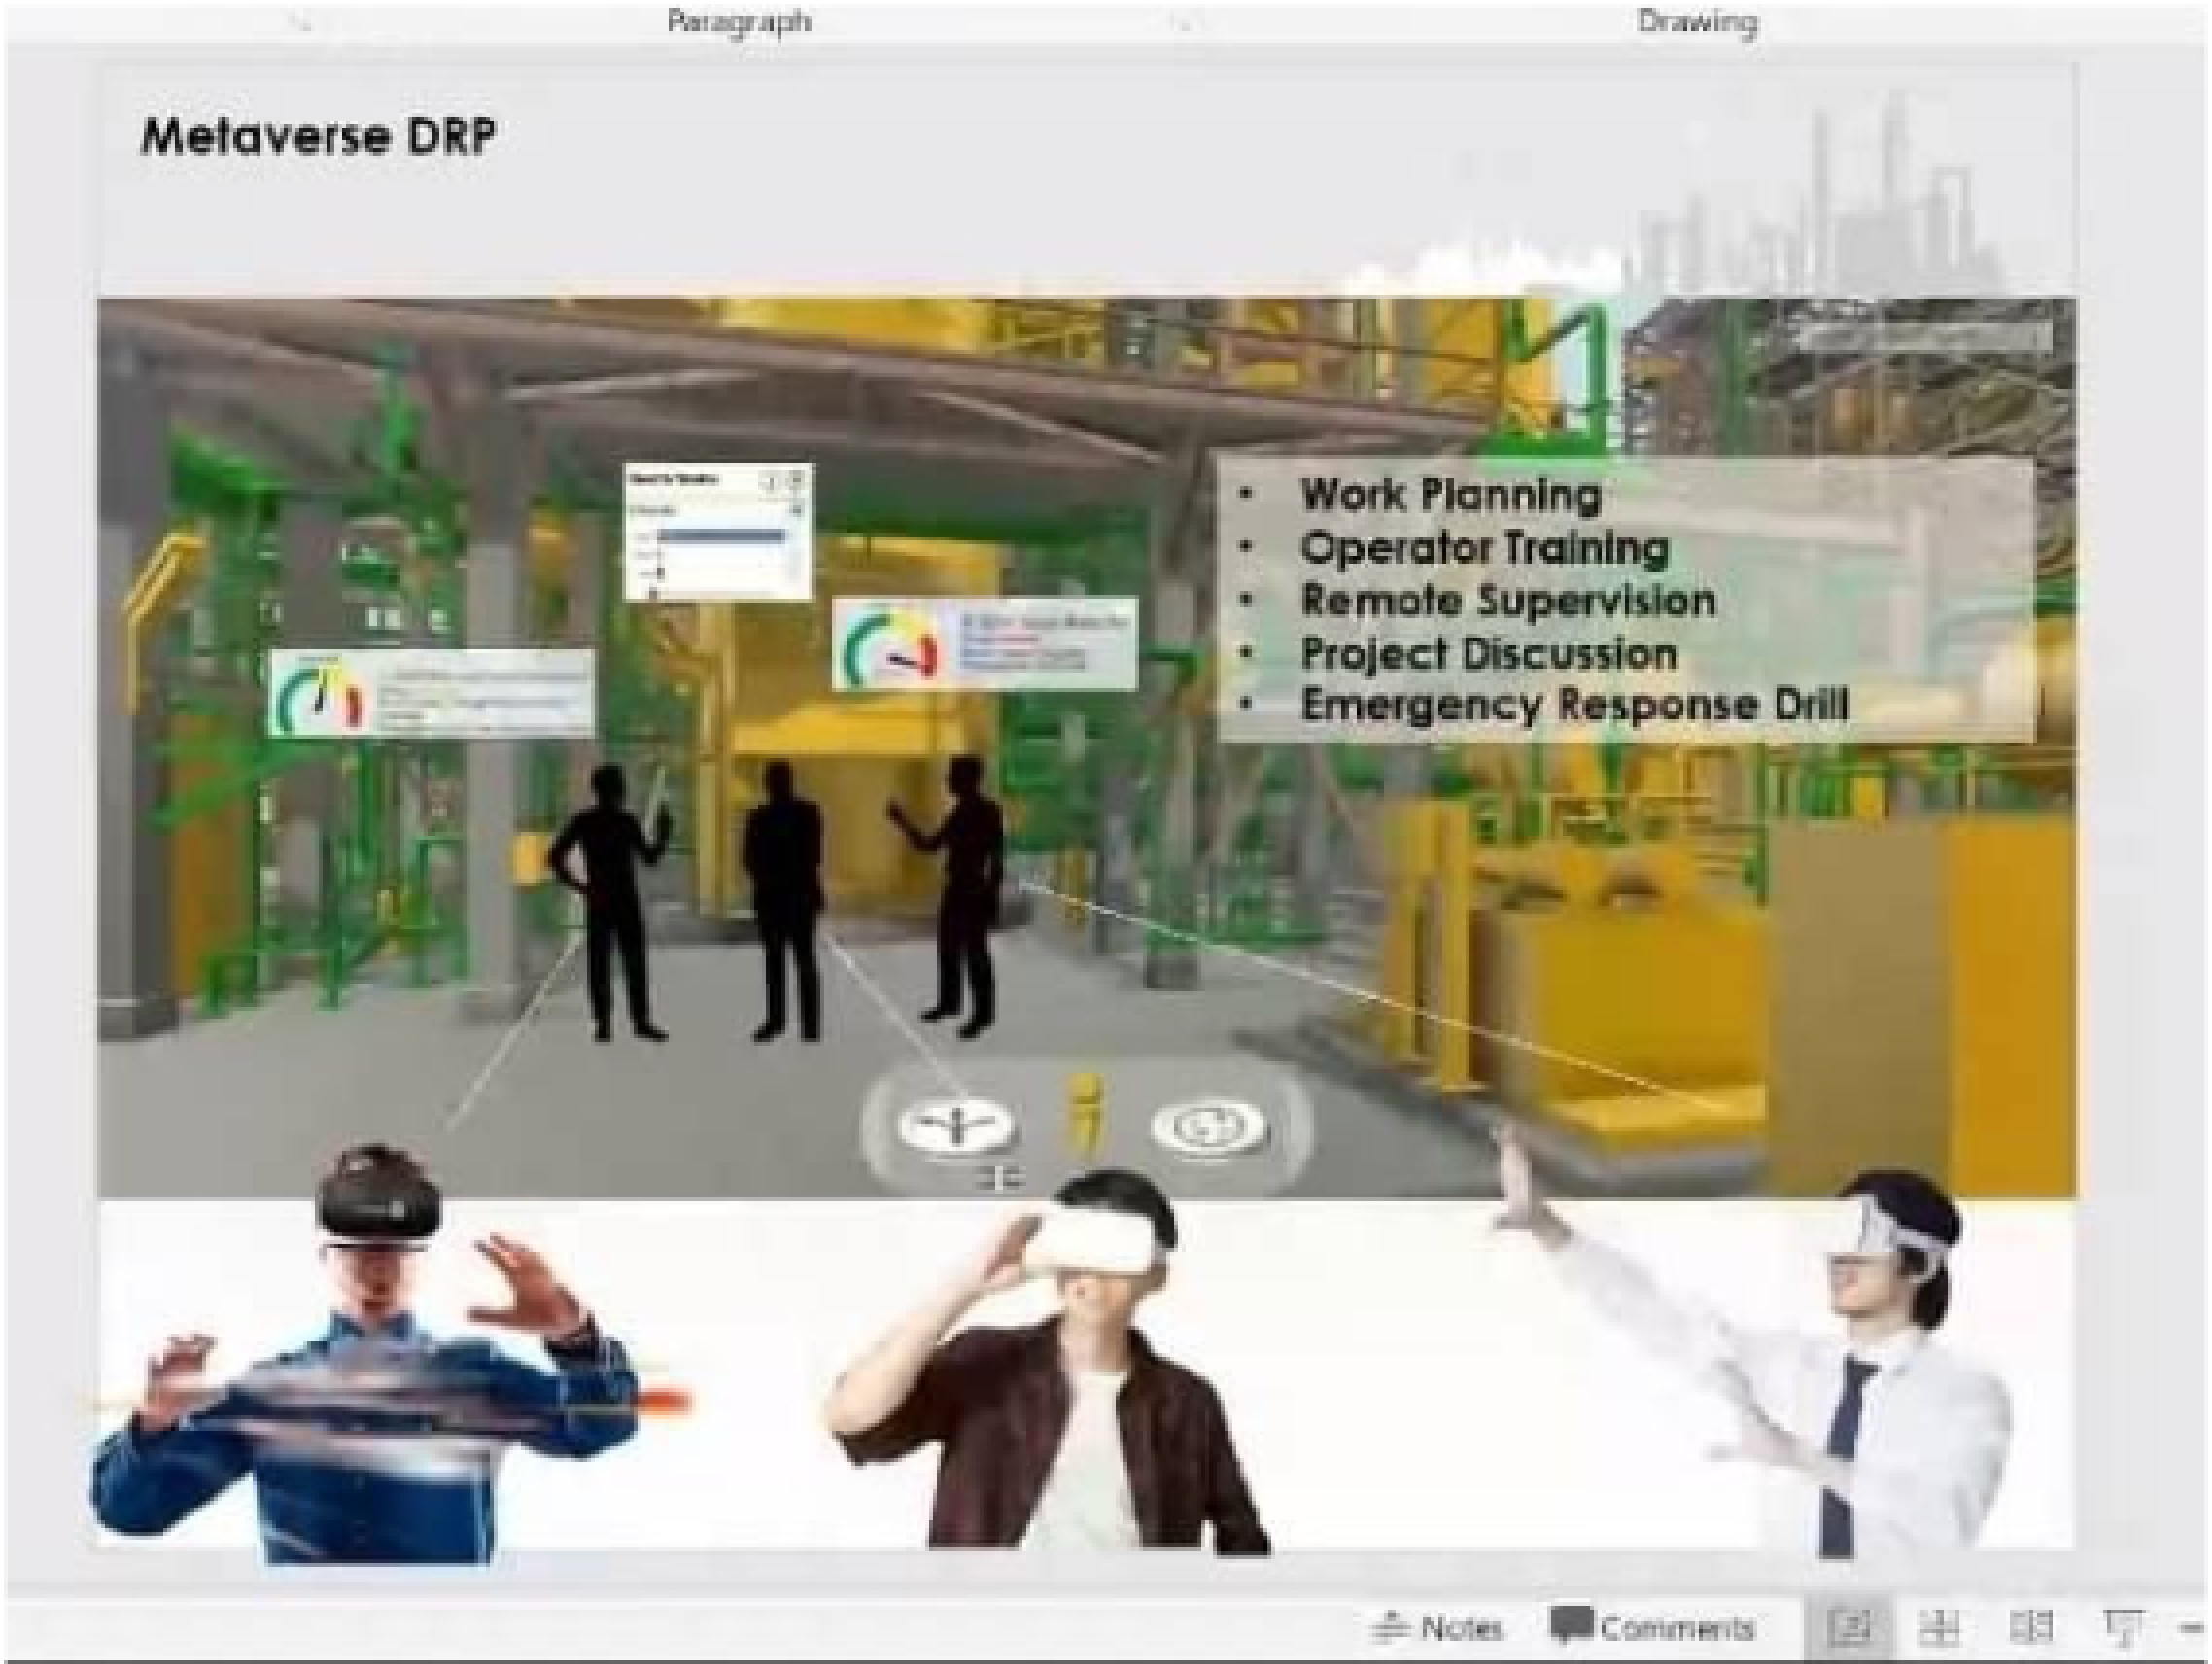 Paragraph
Drawing
Metaverse DRP
• Work Planning
• Operator Training
• Remote Supervision
• Project Discussion
• Emergency Response Drill
Notes
Comments